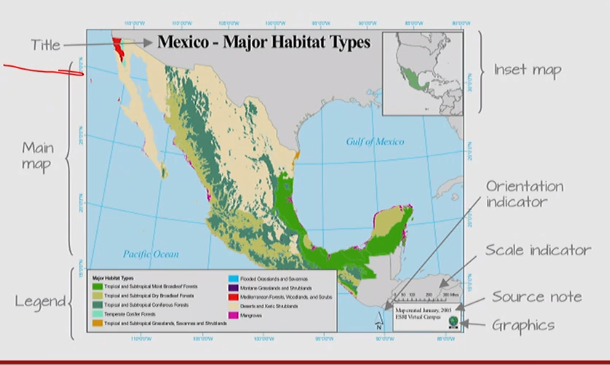 Title
Mexico - Major Habitat Types
Inset map
Main map
Gulf of Mexico
Orientation indicator
Pacific Ocean
Scale indicator
Legend
Major Habitat Types
Tropical and Subtropical Moist Broadleaf Forests
Tropical and Subtropical Dry Broadleaf Forests
Tropical and Subtropical Coniferous Forests
Temperate Conifer Forests
Tropical and Subtropical Grasslands, Savannas and Shrublands
Flooded Grasslands and Savannas
Montane Grasslands and Shrublands
Mediterranean Forests, Woodlands, and Scrubs
Deserts and Xeric Shrublands
Mangroves
Map created January, 2003
ESRI Virtual Campus
Source note
Graphics